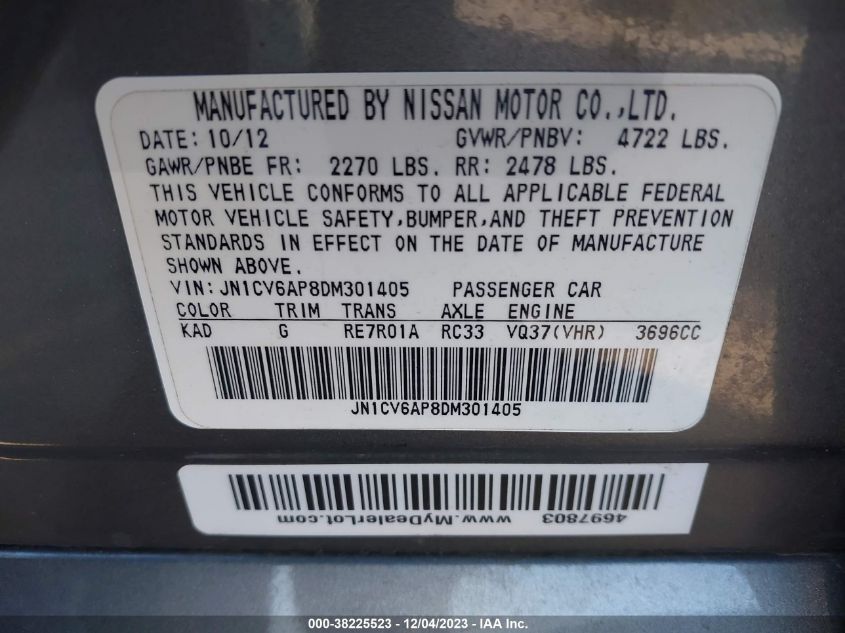 MANUFACTURED BY NISSAN MOTOR CO.,LTD.
DATE: 10/12 GVWR/PNBV: 4722 LBS.
GAWR/PNBE FR: 2270 LBS. RR: 2478 LBS.
THIS VEHICLE CONFORMS TO ALL APPLICABLE FEDERAL
MOTOR VEHICLE SAFETY,BUMPER,AND THEFT PREVENTION
STANDARDS IN EFFECT ON THE DATE OF MANUFACTURE
SHOWN ABOVE.
VIN: JN1CV6AP8DM301405 PASSENGER CAR
COLOR TRIM TRANS AXLE ENGINE
KAD G RE7R01A RC33 VQ37(VHR) 3696CC
JN1CV6AP8DM301405
4697803 www.MyDealerLot.com
000-38225523 - 12/04/2023 - IAA Inc.